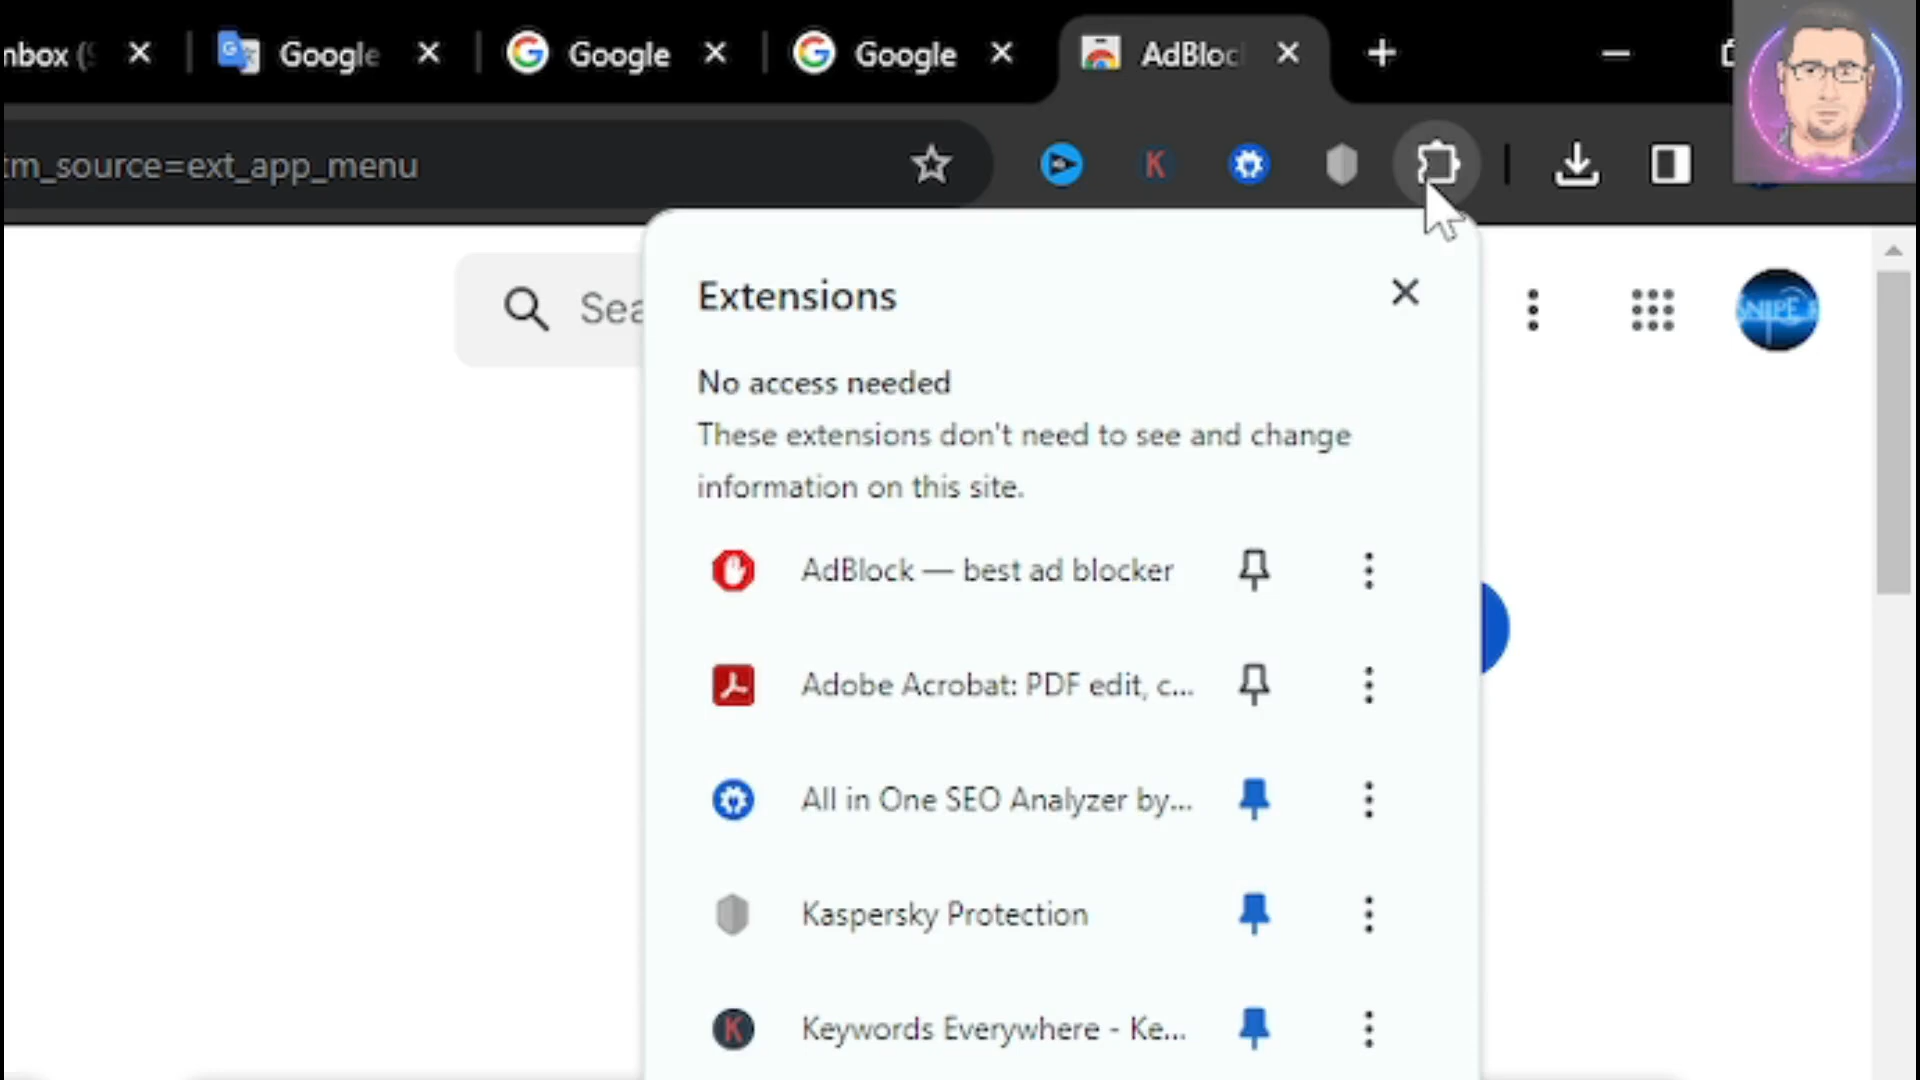 Google
Google
Google
AdBloc
tm_source=ext_app_menu
K
Extensions
No access needed
These extensions don't need to see and change
information on this site.
AdBlock — best ad blocker
Adobe Acrobat: PDF edit, c...
All in One SEO Analyzer by...
Kaspersky Protection
K Keywords Everywhere - Ke...